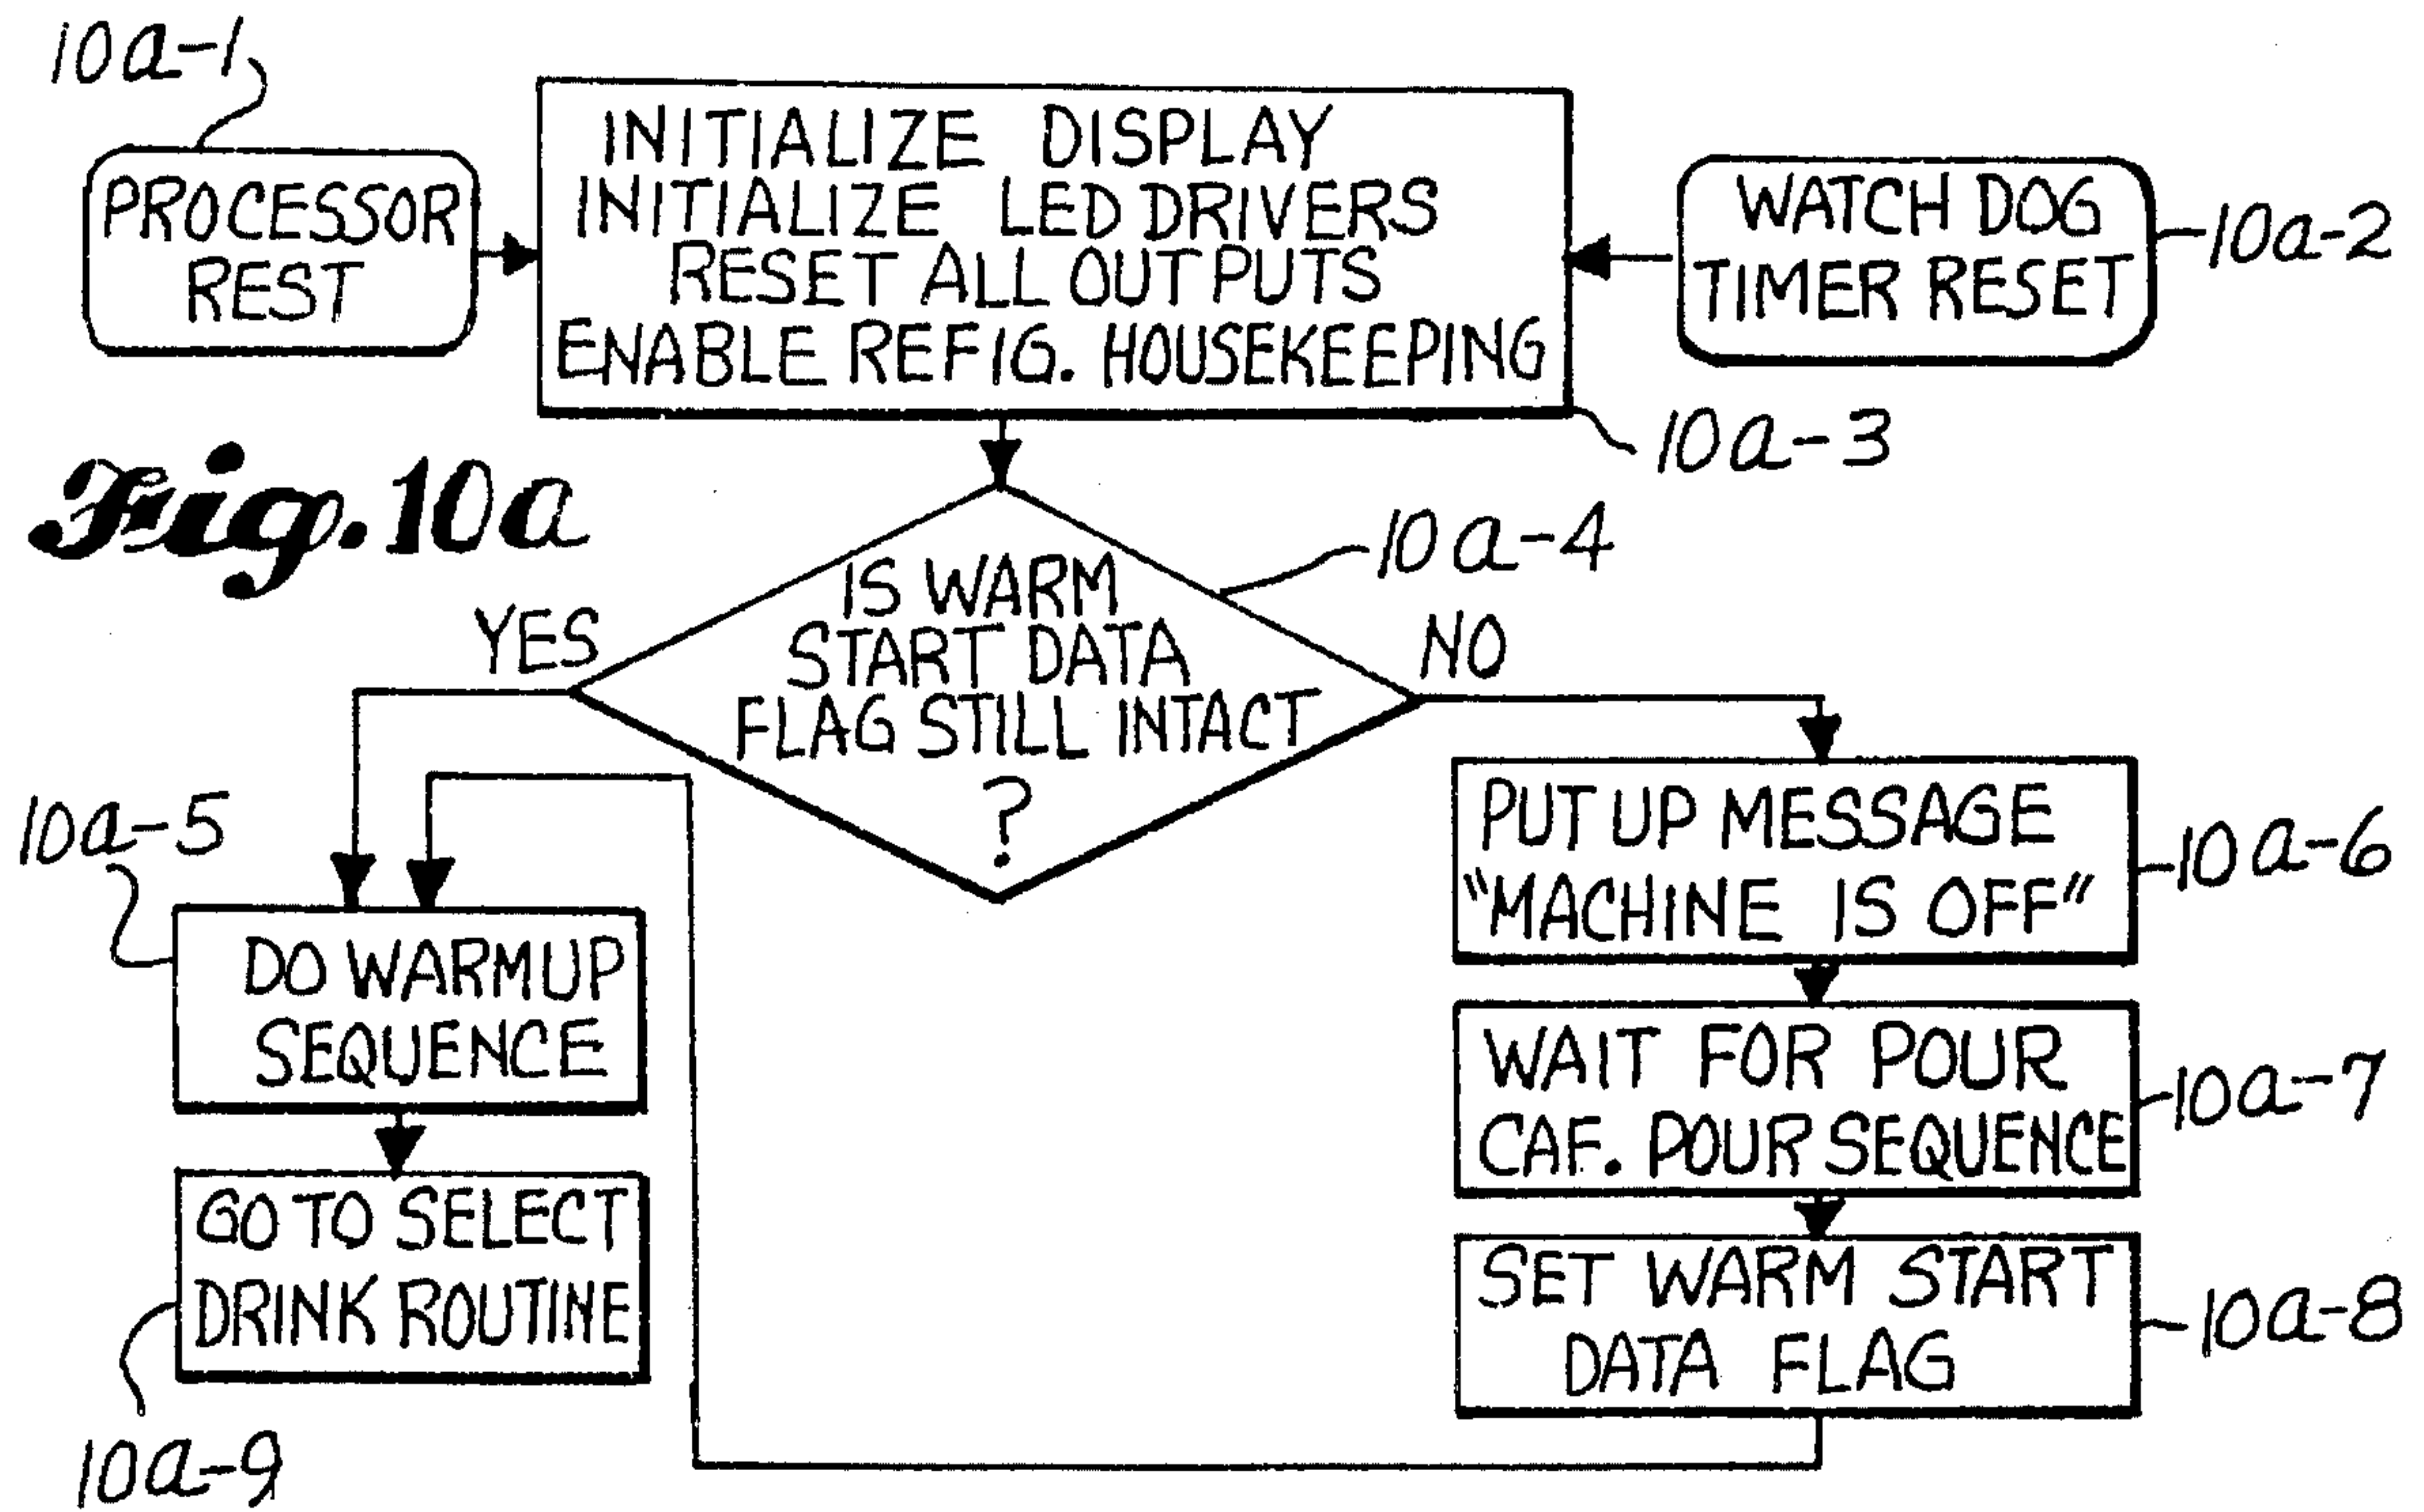 10a-1
PROCESSOR
REST
INITIALIZE DISPLAY
INITIALIZE LED DRIVERS
RESET ALL OUTPUTS
ENABLE REFIG. HOUSEKEEPING
WATCH DOG
TIMER RESET
10a-2
10a-3
Fig. 10a
IS WARM
START DATA
FLAG STILL INTACT
?
10a-4
YES
NO
10a-5
DO WARMUP
SEQUENCE
GO TO SELECT
DRINK ROUTINE
10a-9
PUT UP MESSAGE
"MACHINE IS OFF"
10a-6
WAIT FOR POUR
CAF. POUR SEQUENCE
10a-7
SET WARM START
DATA FLAG
10a-8